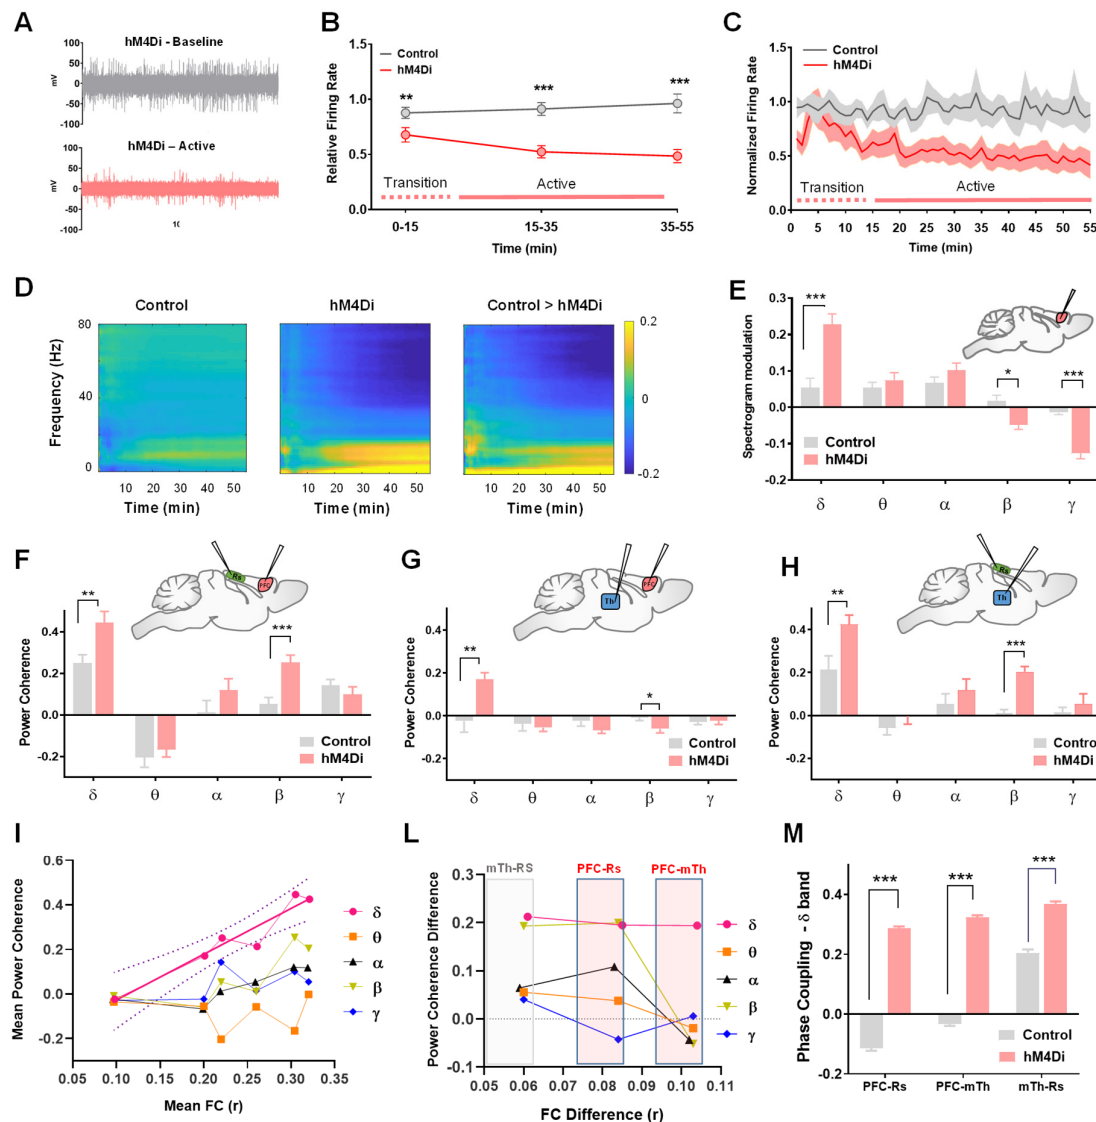 A
hM4Di - Baseline
100
50
0
-50
-100
mV
hM4Di – Active
100
50
0
-50
-100
mV
B
Control
hM4Di
1.5
1.0
0.5
0.0
Relative Firing Rate
**
***
***
Transition
Active
0-15
15-35
35-55
Time (min)
C
Control
hM4Di
1.5
1.0
0.5
0.0
Normalized Firing Rate
Transition
Active
0 5 10 15 20 25 30 35 40 45 50 55
Time (min)
D
Control
hM4Di
Control > hM4Di
80
40
0
Frequency (Hz)
10 20 30 40 50
10 20 30 40 50
10 20 30 40 50
Time (min)
Time (min)
Time (min)
0.2
0
-0.2
E
0.3
0.2
0.1
0.0
-0.1
-0.2
Spectrogram modulation
***
*
***
Control
hM4Di
δ θ α β γ
F
Rs
PFC
0.4
0.2
0.0
-0.2
Power Coherence
**
***
Control
hM4Di
δ θ α β γ
G
Th
PFC
0.4
0.2
0.0
-0.2
Power Coherence
**
*
Control
hM4Di
δ θ α β γ
H
Rs
Th
0.4
0.2
0.0
-0.2
Power Coherence
**
***
Control
hM4Di
δ θ α β γ
I
0.6
0.4
0.2
0.0
-0.2
Mean Power Coherence
δ
θ
α
β
γ
0.05 0.10 0.15 0.20 0.25 0.30 0.35
Mean FC (r)
L
mTh-RS
PFC-Rs
PFC-mTh
0.3
0.2
0.1
0.0
-0.1
Power Coherence Difference
δ
θ
α
β
γ
0.05 0.06 0.07 0.08 0.09 0.10 0.11
FC Difference (r)
M
0.4
0.2
0.0
-0.2
Phase Coupling - δ band
***
***
***
Control
hM4Di
PFC-Rs
PFC-mTh
mTh-Rs